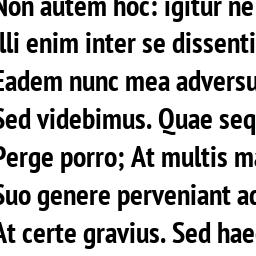 Non autem hoc: igitur ne
illi enim inter se dissenti
Eadem nunc mea adversu
Sed videbimus. Quae seq
Perge porro; At multis ma
Suo genere perveniant ad
At certe gravius. Sed hae